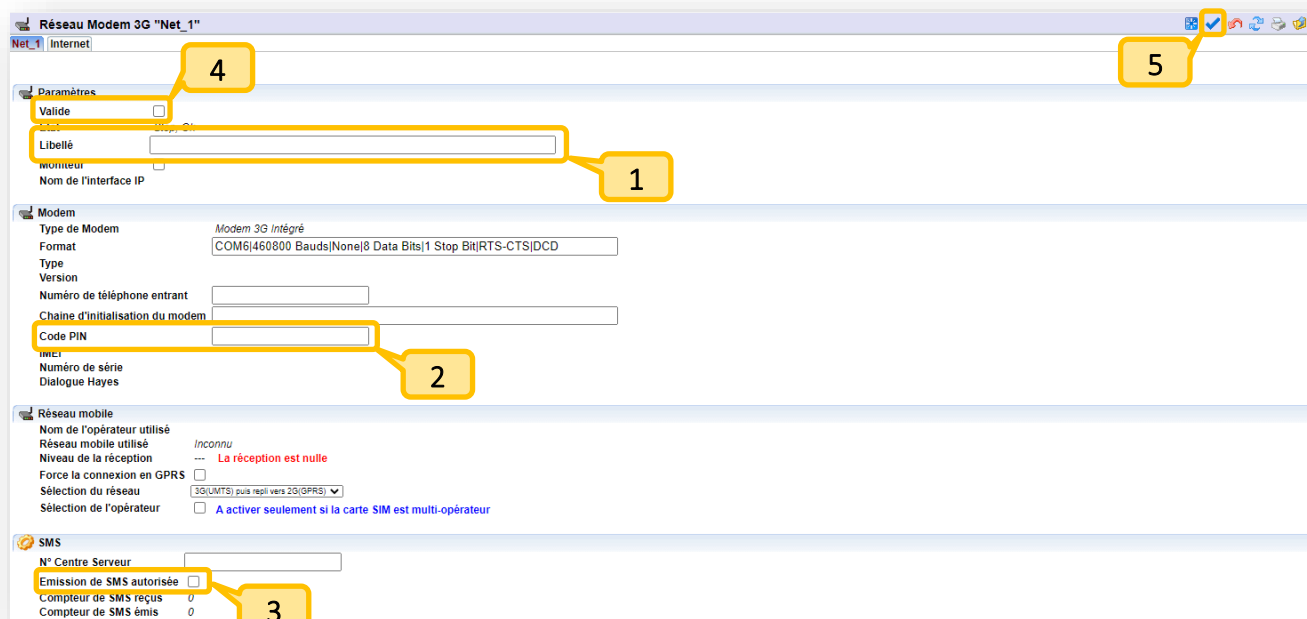 Réseau Modem 3G "Net_1"
Net_1 Internet
4
5
Paramètres
Valide
Libellé
1
Moniteur
Nom de l'interface IP
Modem
Type de Modem Modem 3G Intégré
Format COM6|460800 Bauds|None|8 Data Bits|1 Stop Bit|RTS-CTS|DCD
Type
Version
Numéro de téléphone entrant
Chaine d'initialisation du modem
Code PIN
IMEI
2
Numéro de série
Dialogue Hayes
Réseau mobile
Nom de l'opérateur utilisé
Réseau mobile utilisé Inconnu
Niveau de la réception --- La réception est nulle
Force la connexion en GPRS
Sélection du réseau 3G(UMTS) puis repli vers 2G(GPRS)
Sélection de l'opérateur A activer seulement si la carte SIM est multi-opérateur
SMS
N° Centre Serveur
Emission de SMS autorisée
Compteur de SMS reçus 0
Compteur de SMS émis 0
3